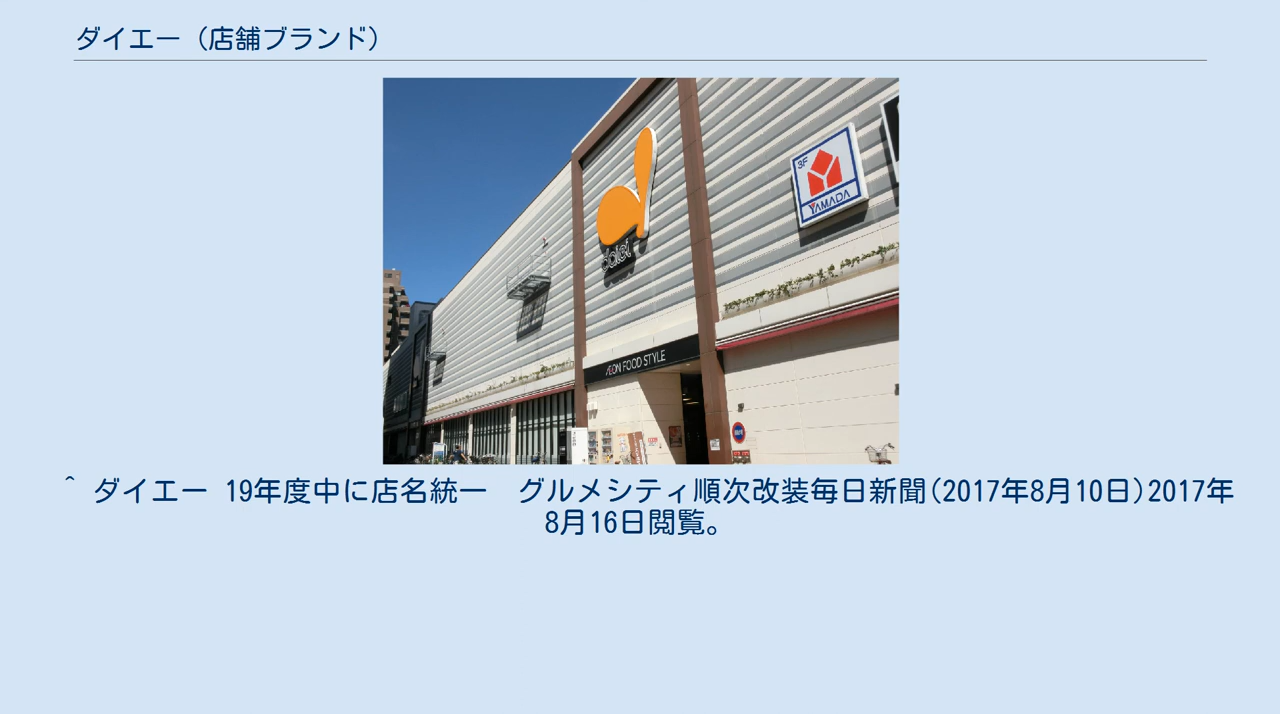 ダイエー（店舗ブランド）
daiei
3F
YAMADA
ÆON FOOD STYLE
^ ダイエー 19年度中に店名統一　グルメシティ順次改装毎日新聞(2017年8月10日)2017年
8月16日閲覧。